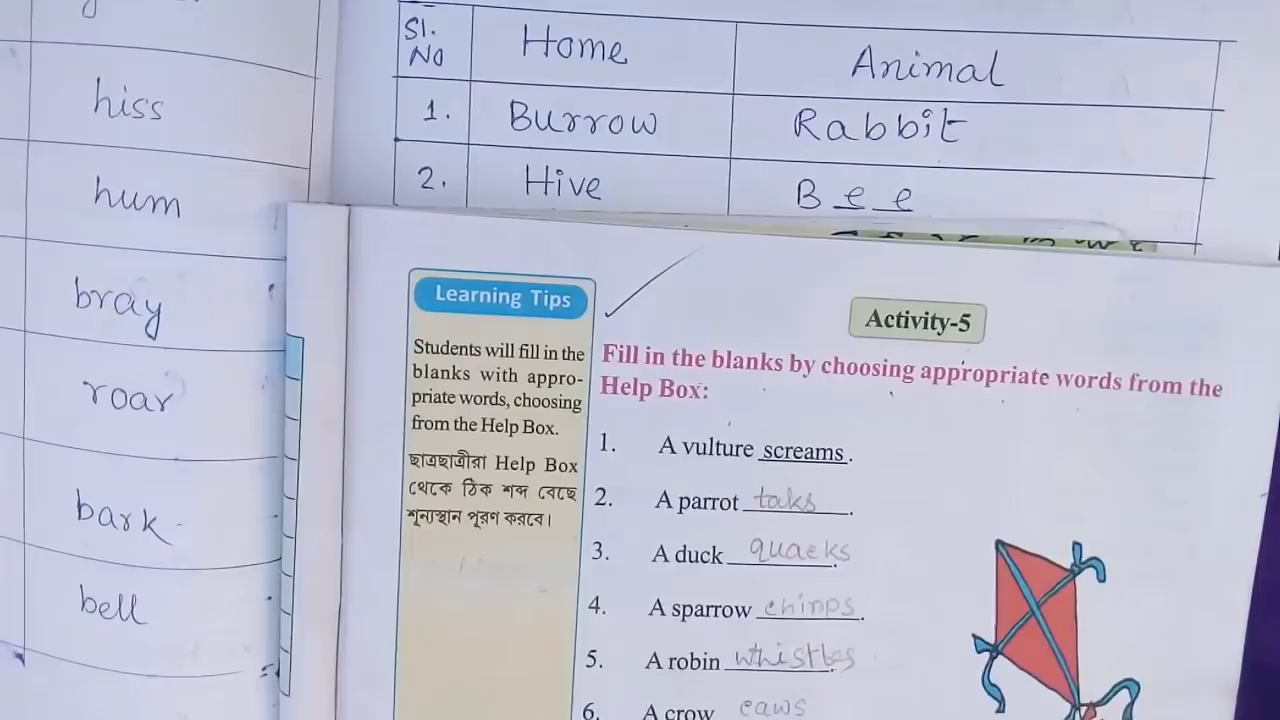 hiss
hum
bray
roar
bark
bell
Sl. No Home Animal
1. Burrow Rabbit
2. Hive Bee
Learning Tips
Students will fill in the
blanks with appro-
priate words, choosing
from the Help Box.
ছাত্রছাত্রীরা Help Box
থেকে ঠিক শব্দ বেছে
শূন্যস্থান পূরণ করবে।
Activity-5
Fill in the blanks by choosing appropriate words from the
Help Box:
1. A vulture screams.
2. A parrot talks.
3. A duck quacks.
4. A sparrow chirps.
5. A robin whistles.
6. A crow caws